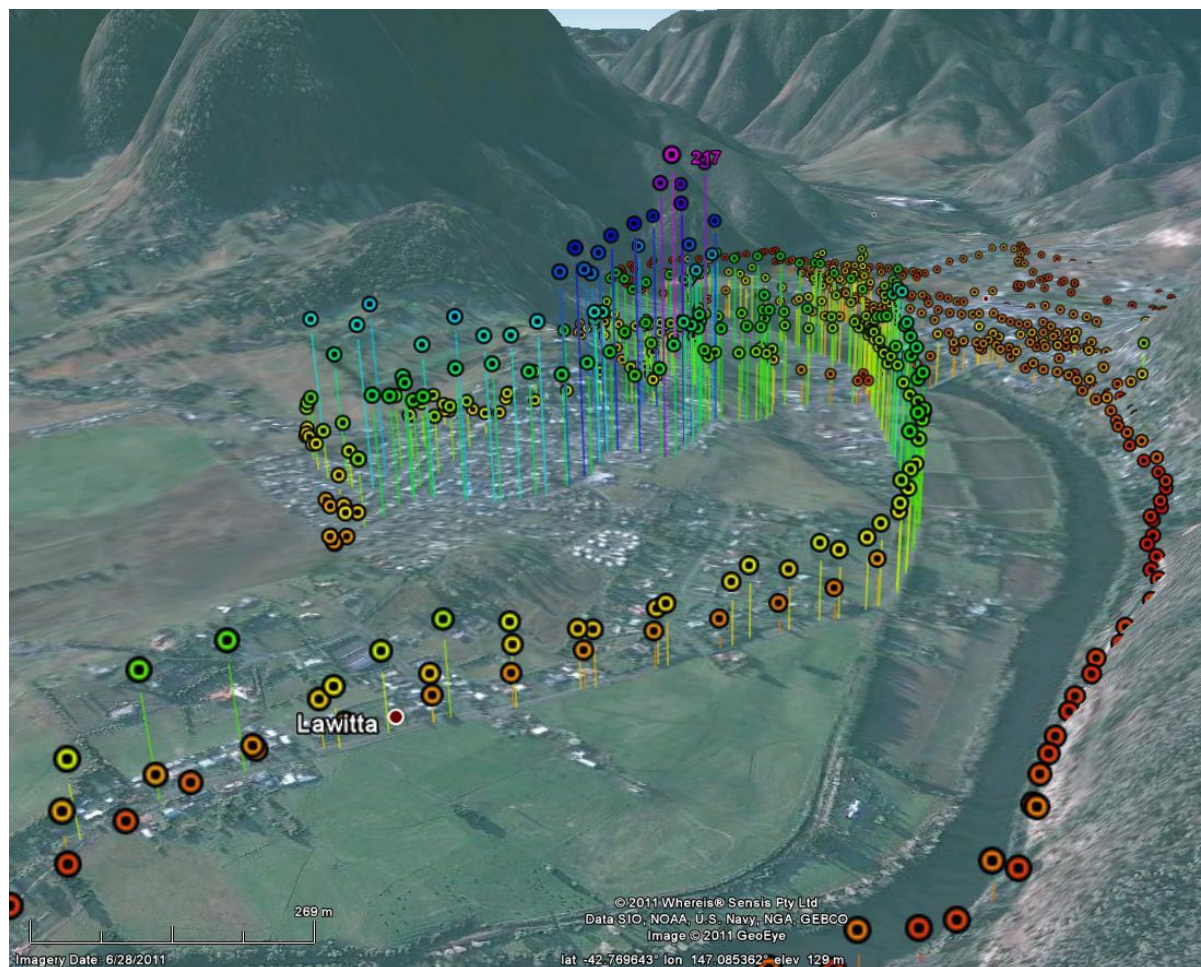 217
Lawitta
269 m
© 2011 Whereis® Sensis Pty Ltd
Data SIO, NOAA, U.S. Navy, NGA, GEBCO
Image © 2011 GeoEye
Imagery Date: 6/28/2011
lat -42.769643° lon 147.085362° elev 129 m